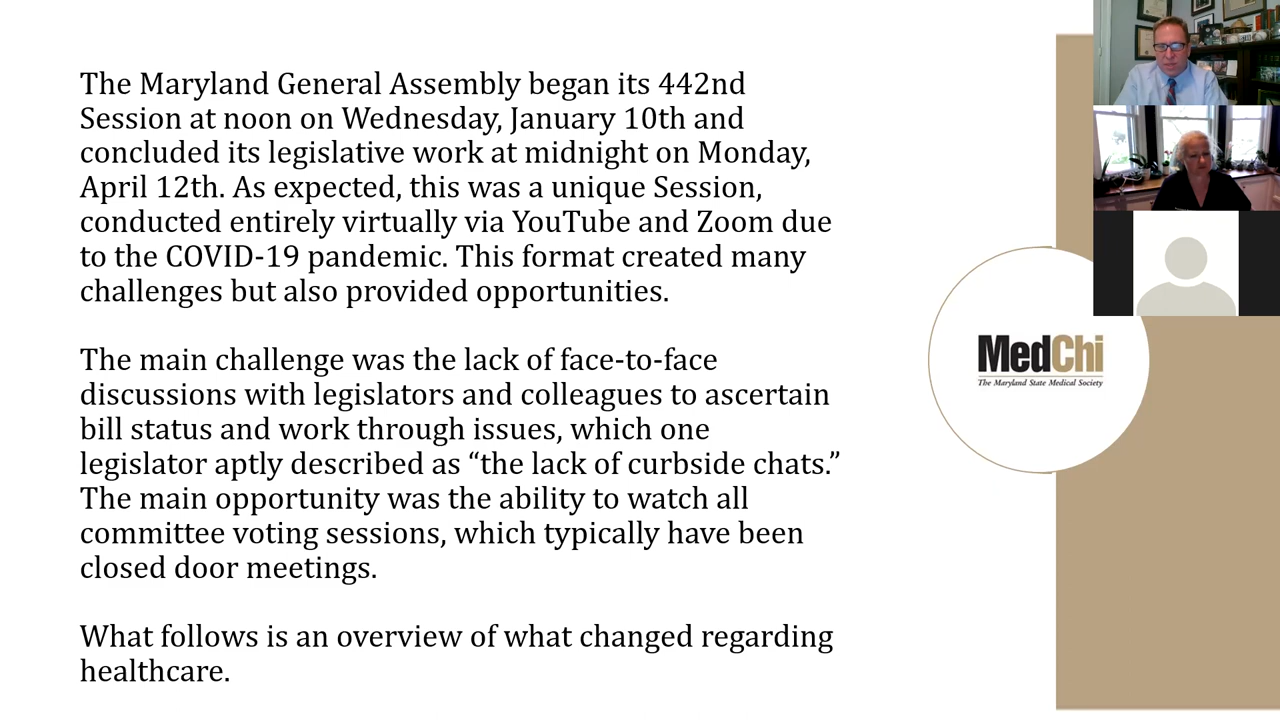 The Maryland General Assembly began its 442nd
Session at noon on Wednesday, January 10th and
concluded its legislative work at midnight on Monday,
April 12th. As expected, this was a unique Session,
conducted entirely virtually via YouTube and Zoom due
to the COVID-19 pandemic. This format created many
challenges but also provided opportunities.
The main challenge was the lack of face-to-face
discussions with legislators and colleagues to ascertain
bill status and work through issues, which one
legislator aptly described as “the lack of curbside chats.”
The main opportunity was the ability to watch all
committee voting sessions, which typically have been
closed door meetings.
What follows is an overview of what changed regarding
healthcare.
MedChi
The Maryland State Medical Society